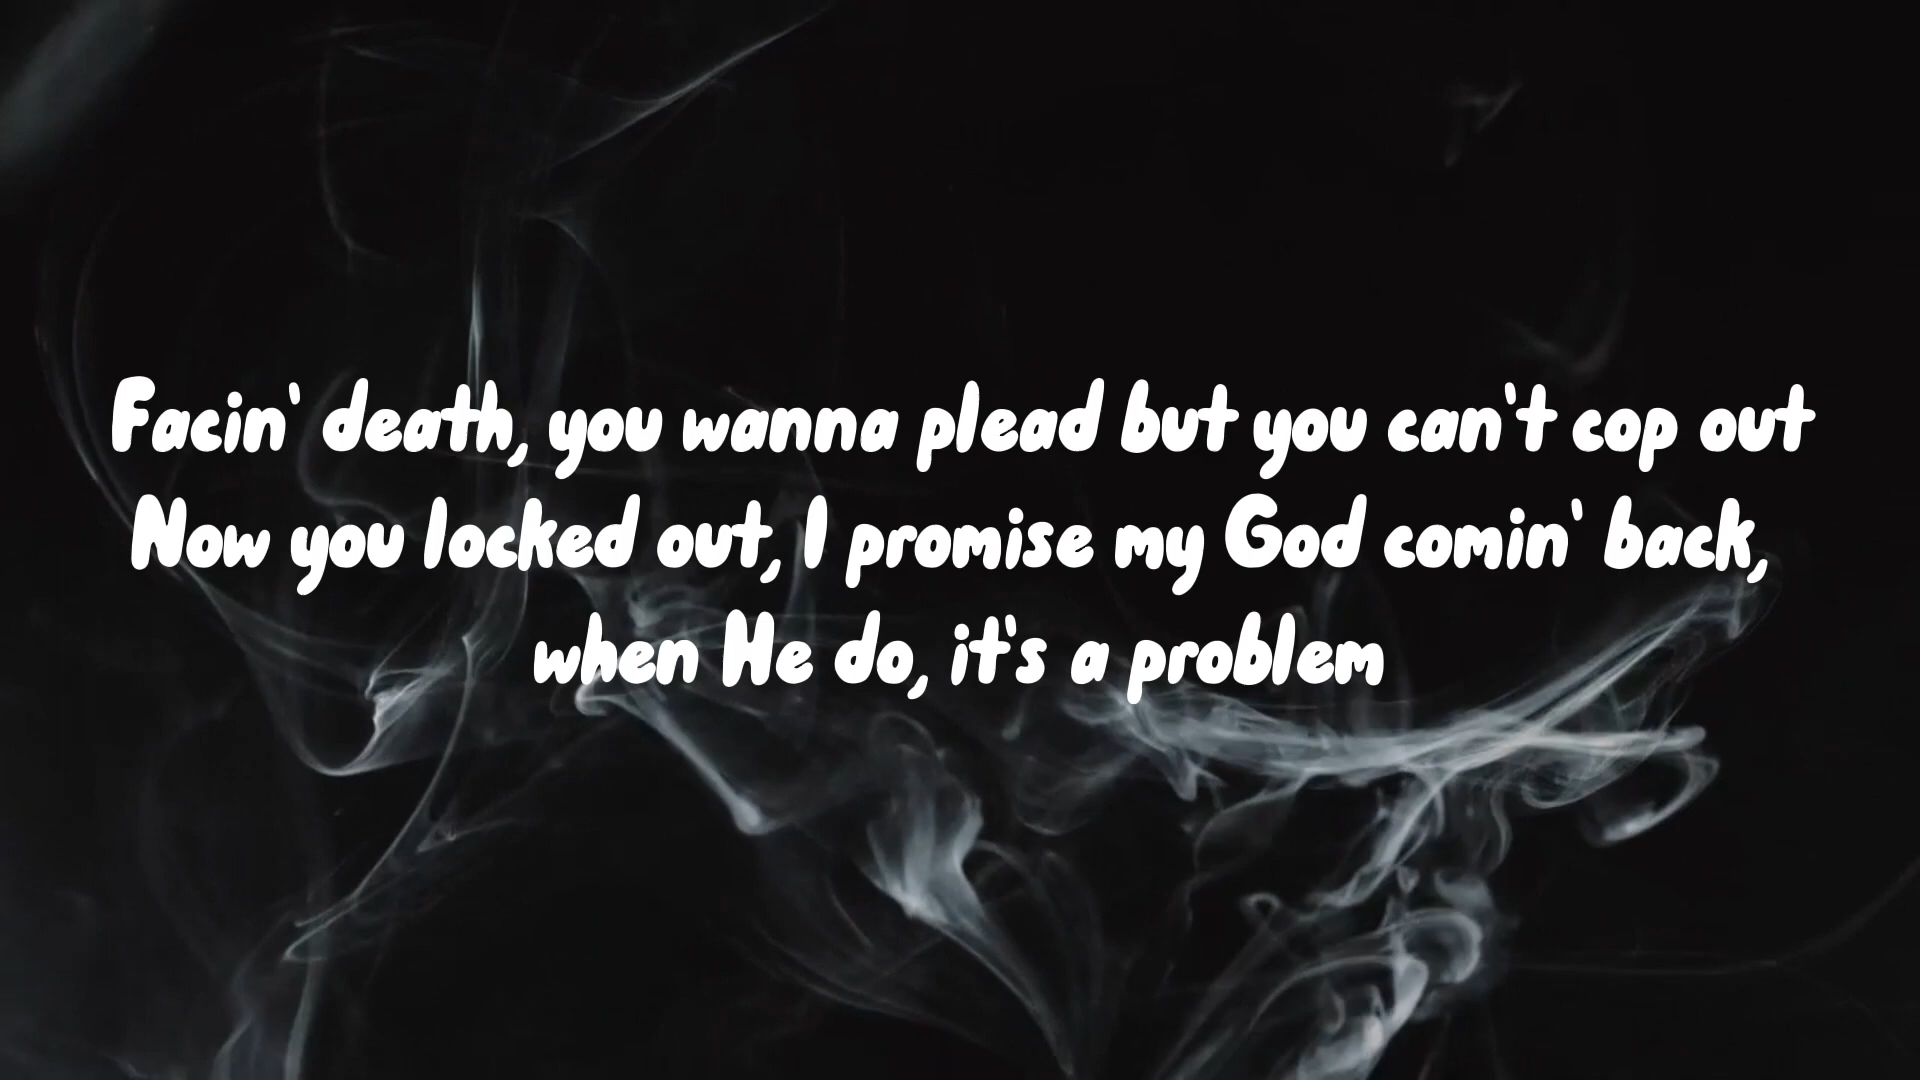 Facin' death, you wanna plead but you can't cop out
Now you locked out, I promise my God comin' back,
when He do, it's a problem